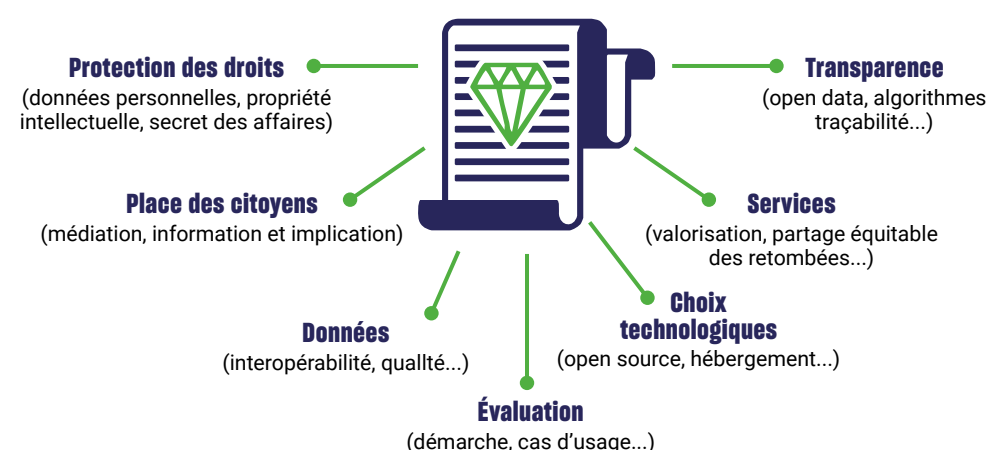 Protection des droits
(données personnelles, propriété
intellectuelle, secret des affaires)
Transparence
(open data, algorithmes
traçabilité...)
Place des citoyens
(médiation, information et implication)
Services
(valorisation, partage équitable
des retombées...)
Données
(interopérabilité, quallté...)
Choix
technologiques
(open source, hébergement...)
Évaluation
(démarche, cas d'usage...)